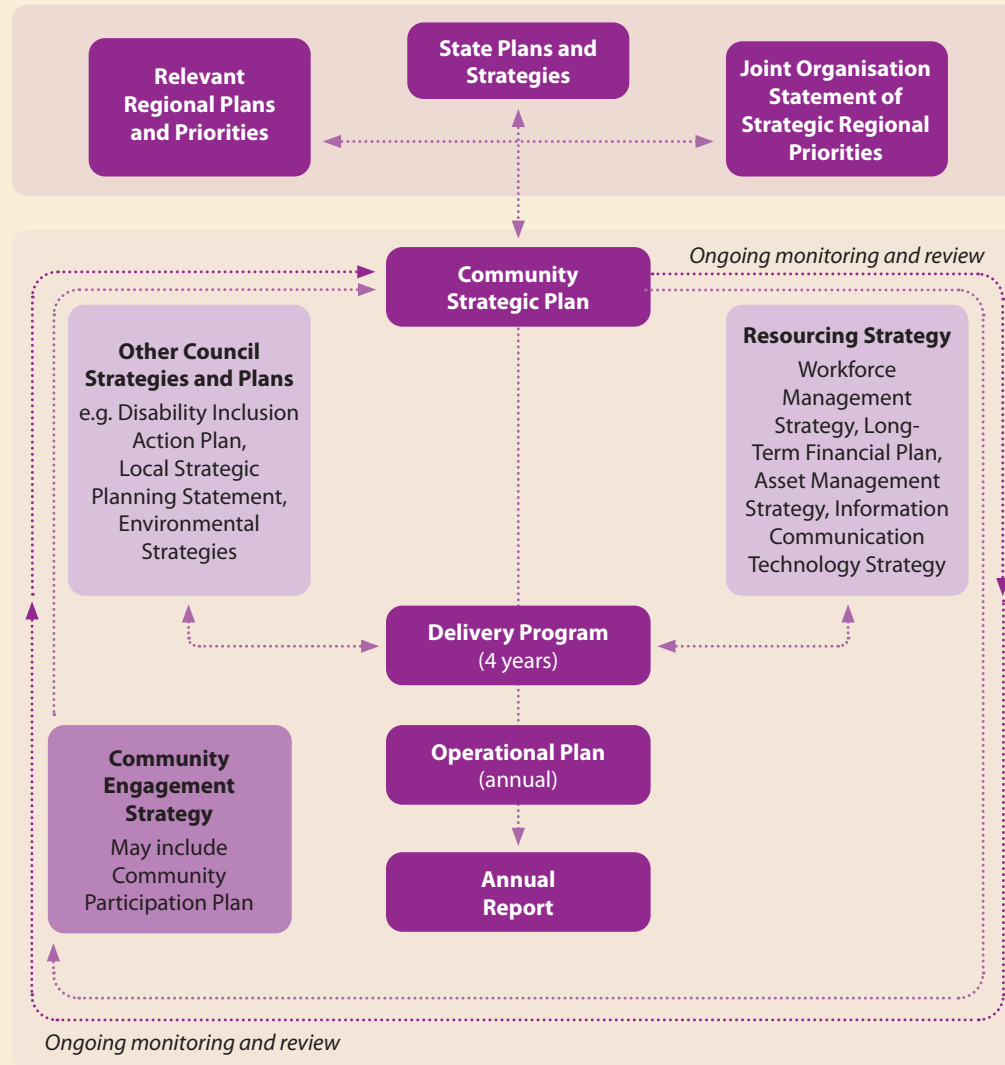 Relevant
Regional Plans
and Priorities
State Plans and
Strategies
Joint Organisation
Statement of
Strategic Regional
Priorities
Community
Strategic Plan
Ongoing monitoring and review
Other Council
Strategies and Plans
e.g. Disability Inclusion
Action Plan,
Local Strategic
Planning Statement,
Environmental
Strategies
Resourcing Strategy
Workforce
Management
Strategy, Long-
Term Financial Plan,
Asset Management
Strategy, Information
Communication
Technology Strategy
Delivery Program
(4 years)
Community
Engagement
Strategy
May include
Community
Participation Plan
Operational Plan
(annual)
Annual
Report
Ongoing monitoring and review